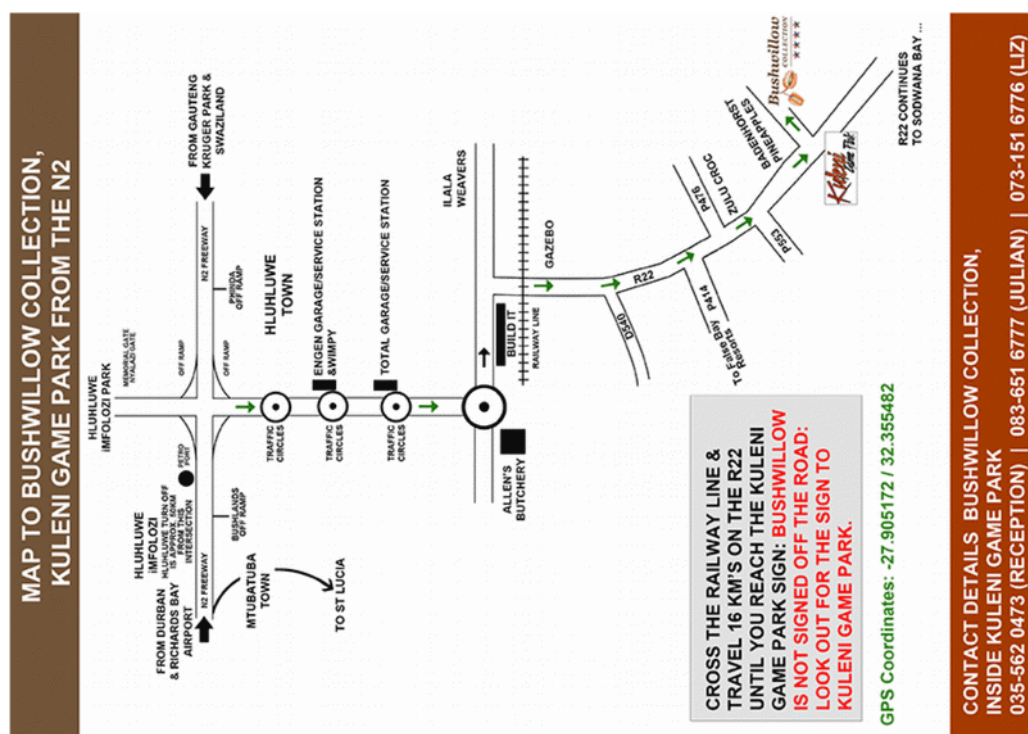 MAP TO BUSHWILLOW COLLECTION,
KULENI GAME PARK FROM THE N2
HLUHLUWE
iMFOLOZI PARK
MEMORIAL GATE
NYALAZI GATE
FROM GAUTENG
KRUGER PARK &
SWAZILAND
HLUHLUWE
iMFOLOZI
HLUHLUWE TURN OFF
IS APPROX. 50KM
FROM THIS
INTERSECTION
PETRO
PORT
OFF RAMP
FROM DURBAN
& RICHARDS BAY
AIRPORT
N2 FREEWAY
N2 FREEWAY
BUSHLANDS
OFF RAMP
OFF RAMP
PHINDA
OFF RAMP
MTUBATUBA
TOWN
TO ST LUCIA
HLUHLUWE
TOWN
TRAFFIC
CIRCLES
ENGEN GARAGE/SERVICE STATION
&WIMPY
TRAFFIC
CIRCLES
TOTAL GARAGE/SERVICE STATION
TRAFFIC
CIRCLES
ILALA
WEAVERS
ALLEN'S
BUTCHERY
BUILD IT
RAILWAY LINE
GAZEBO
D540
R22
To False Bay
Resorts
P414
P476
ZULU CROC
P553
BADENHORST
PINEAPPLES
Bushwillow
COLLECTION
Kuleni
Game Park
R22 CONTINUES
TO SODWANA BAY ...
CROSS THE RAILWAY LINE &
TRAVEL 16 KM'S ON THE R22
UNTIL YOU REACH THE KULENI
GAME PARK SIGN: BUSHWILLOW
IS NOT SIGNED OFF THE ROAD:
LOOK OUT FOR THE SIGN TO
KULENI GAME PARK.
GPS Coordinates: -27.905172 / 32.355482
CONTACT DETAILS BUSHWILLOW COLLECTION,
INSIDE KULENI GAME PARK
035-562 0473 (RECEPTION) | 083-651 6777 (JULIAN) | 073-151 6776 (LIZ)